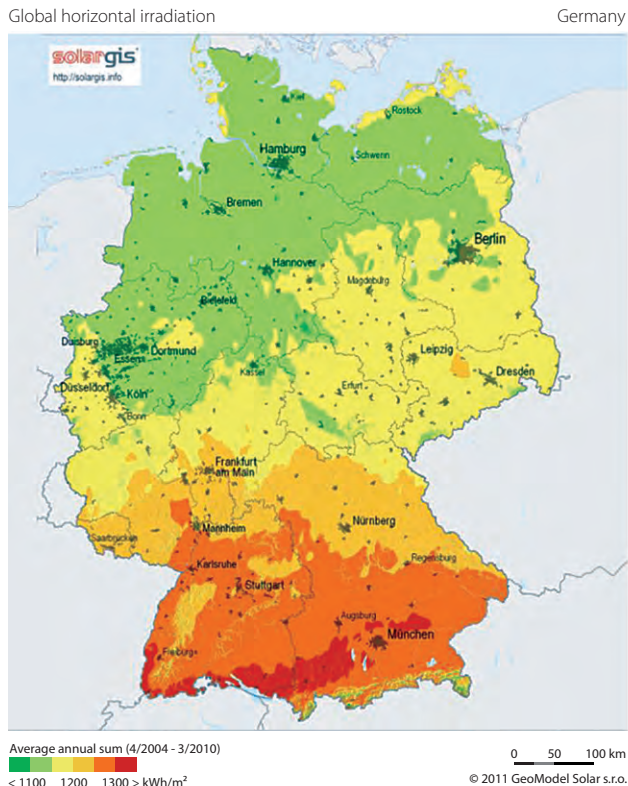 Global horizontal irradiation
Germany
solargis
http://solargis.info
Kiel
Rostock
Hamburg
Schwerin
Bremen
Berlin
Hannover
Magdeburg
Bielefeld
Duisburg
Essen
Dortmund
Leipzig
Kassel
Dresden
Düsseldorf
Köln
Erfurt
Bonn
Frankfurt
am Main
Nürnberg
Mannheim
Saarbrücken
Regensburg
Karlsruhe
Stuttgart
Augsburg
München
Freiburg
Average annual sum (4/2004 - 3/2010)
< 1100 1200 1300 > kWh/m²
0 50 100 km
© 2011 GeoModel Solar s.r.o.